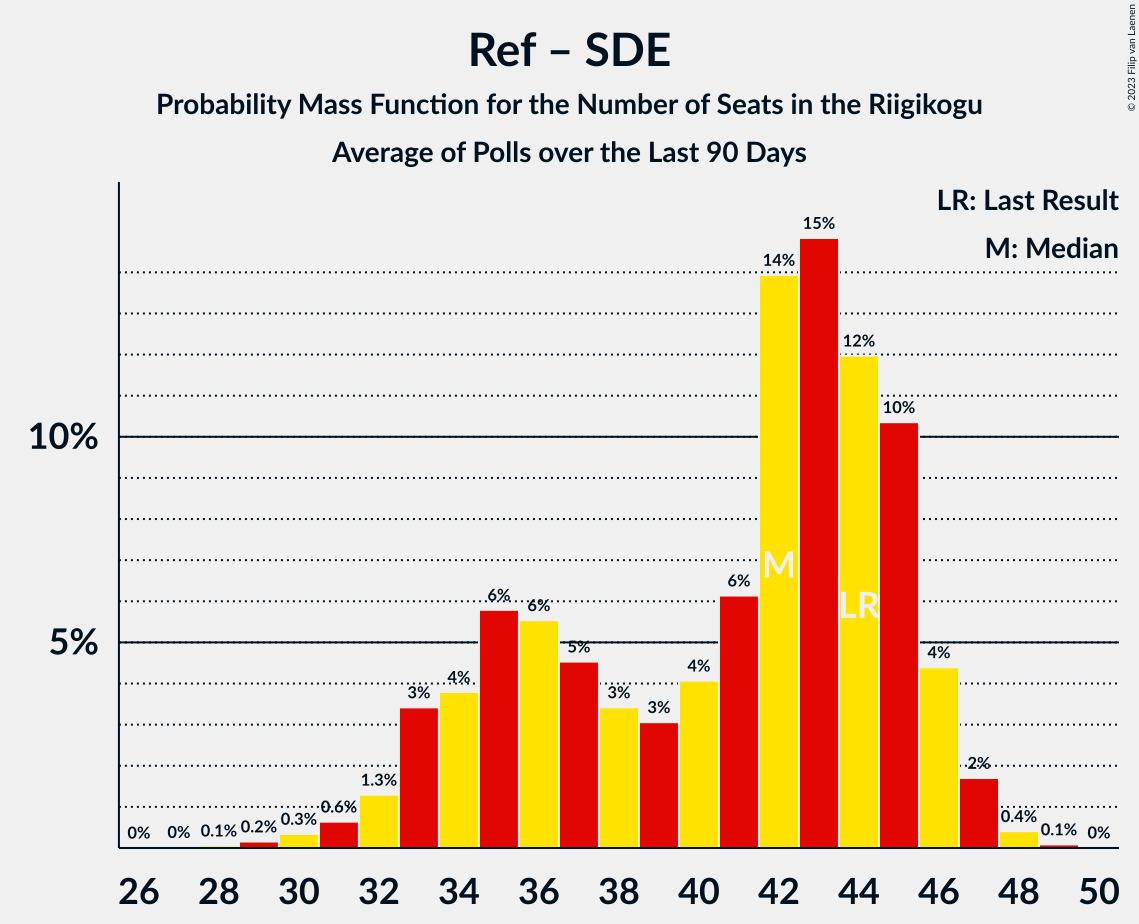 Ref – SDE
Probability Mass Function for the Number of Seats in the Riigikogu
Average of Polls over the Last 90 Days
© 2023 Filip van Laenen
LR: Last Result
M: Median
10%
5%
0% 0% 0.1% 0.2% 0.3% 0.6% 1.3% 3% 4% 6% 6% 5% 3% 3% 4% 6% 14% 15% 12% 10% 4% 2% 0.4% 0.1% 0%
M
LR
26 28 30 32 34 36 38 40 42 44 46 48 50